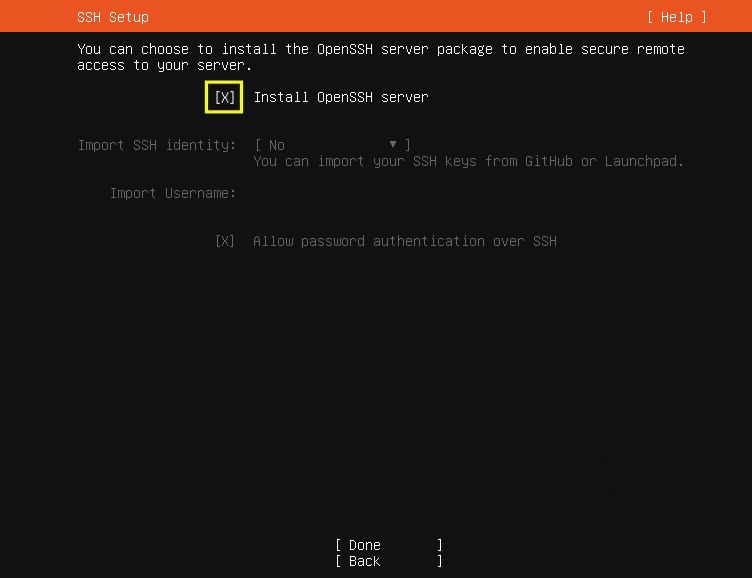 SSH Setup [ Help ]
You can choose to install the OpenSSH server package to enable secure remote
access to your server.
[X] Install OpenSSH server
Import SSH identity: [ No ▼ ]
You can import your SSH keys from GitHub or Launchpad.
Import Username:
[X] Allow password authentication over SSH
[ Done ]
[ Back ]